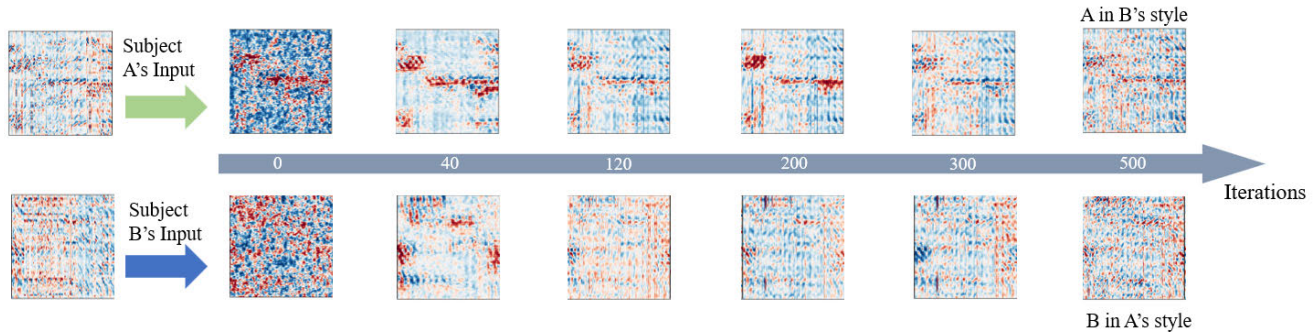 A in B's style
Subject
A's Input
0 40 120 200 300 500
Iterations
Subject
B's Input
B in A's style